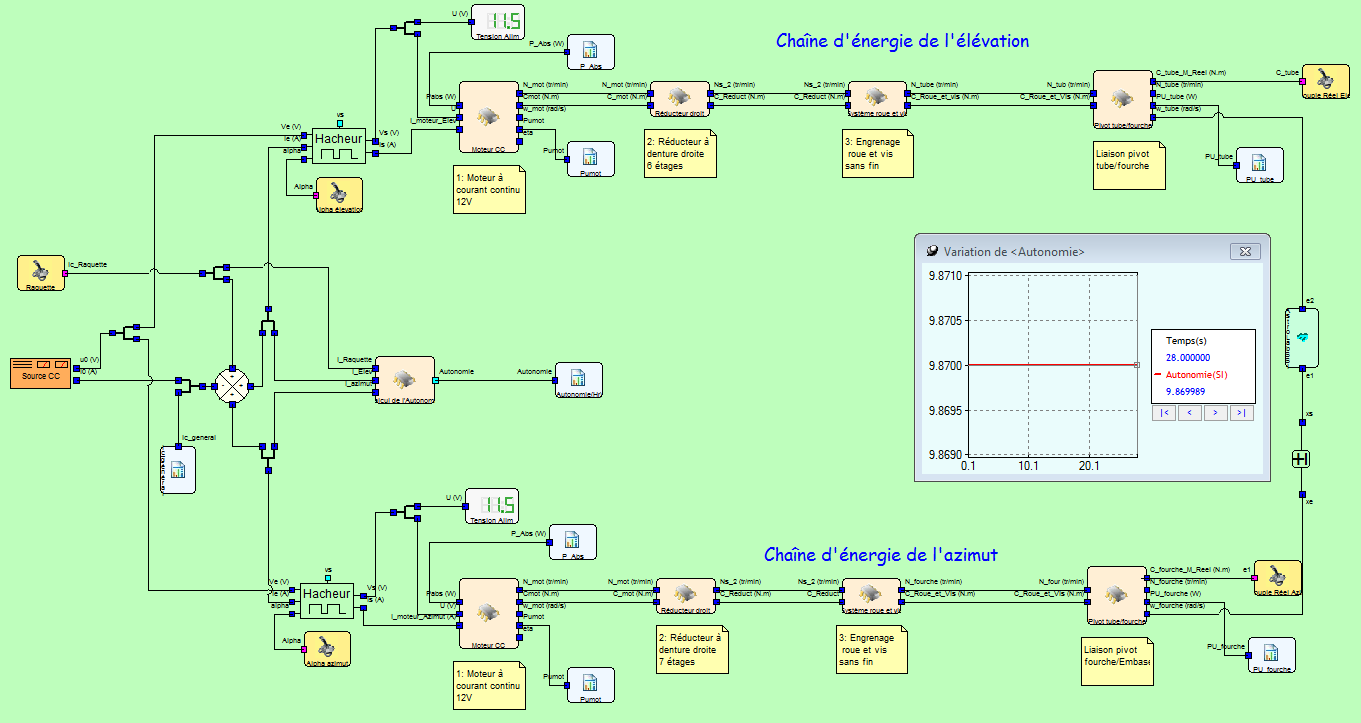 Chaîne d'énergie de l'élévation
U (V)
11.5
Tension Alim
P_Abs (W)
P_Abs
Pabs (W)
I_moteur_Elev
N_mot (tr/min)
Cmot (N.m)
w_mot (rad/s)
Pumot
eta
Moteur CC
Pumot
Pumot
1: Moteur à
courant continu
12V
N_mot (tr/min)
C_mot (N.m)
Réducteur droit
Ns_2 (tr/min)
C_Reduct (N.m)
2: Réducteur à
denture droite
6 étages
Ns_2 (tr/min)
C_Reduct (N.m)
N_tube (tr/min)
C_Roue_et_Vis (N.m)
3: Engrenage
roue et vis
sans fin
N_tub (tr/min)
C_Roue_et_Vis (N.m)
Pivot tube/fourche
C_tube_M_Reel (N.m)
N_tube (tr/min)
PU_tube (W)
w_tube (rad/s)
C_tube
Liaison pivot
tube/fourche
PU_tube
PU_tube
vs
Ve (V)
Ie (A)
alpha
Hacheur
Vs (V)
Is (A)
Alpha
Alpha élévation
Raquette
Ic_Raquette
Source CC
u0 (V)
i0 (A)
Ic_general
I_Raquette
I_Elev
I_azimut
Autonomie
Autonomie
Variation de <Autonomie>
9.8710
9.8705
9.8700
9.8695
9.8690
0.1
10.1
20.1
Temps(s)
28.000000
Autonomie(SI)
9.869989
|<
<
>
>|
e2
e1
xs
xe
Chaîne d'énergie de l'azimut
U (V)
11.5
Tension Alim
P_Abs (W)
P_Abs
vs
Ve (V)
Ie (A)
alpha
Hacheur
Vs (V)
Is (A)
Alpha
Alpha azimut
Pabs (W)
U (V)
I_moteur_Azimut (A)
N_mot (tr/min)
Cmot (N.m)
w_mot (rad/s)
Pumot
eta
Moteur CC
1: Moteur à
courant continu
12V
Pumot
Pumot
N_mot (tr/min)
C_mot (N.m)
Réducteur droit
Ns_2 (tr/min)
C_Reduct (N.m)
2: Réducteur à
denture droite
7 étages
Ns_2 (tr/min)
N_fourche (tr/min)
C_Roue_et_Vis (N.m)
3: Engrenage
roue et vis
sans fin
N_four (tr/min)
C_Roue_et_Vis (N.m)
Pivot tube/fourche
C_fourche_M_Reel (N.m)
N_fourche (tr/min)
PU_fourche (W)
w_fourche (rad/s)
e1
Liaison pivot
fourche/Embase
PU_fourche
PU_fourche